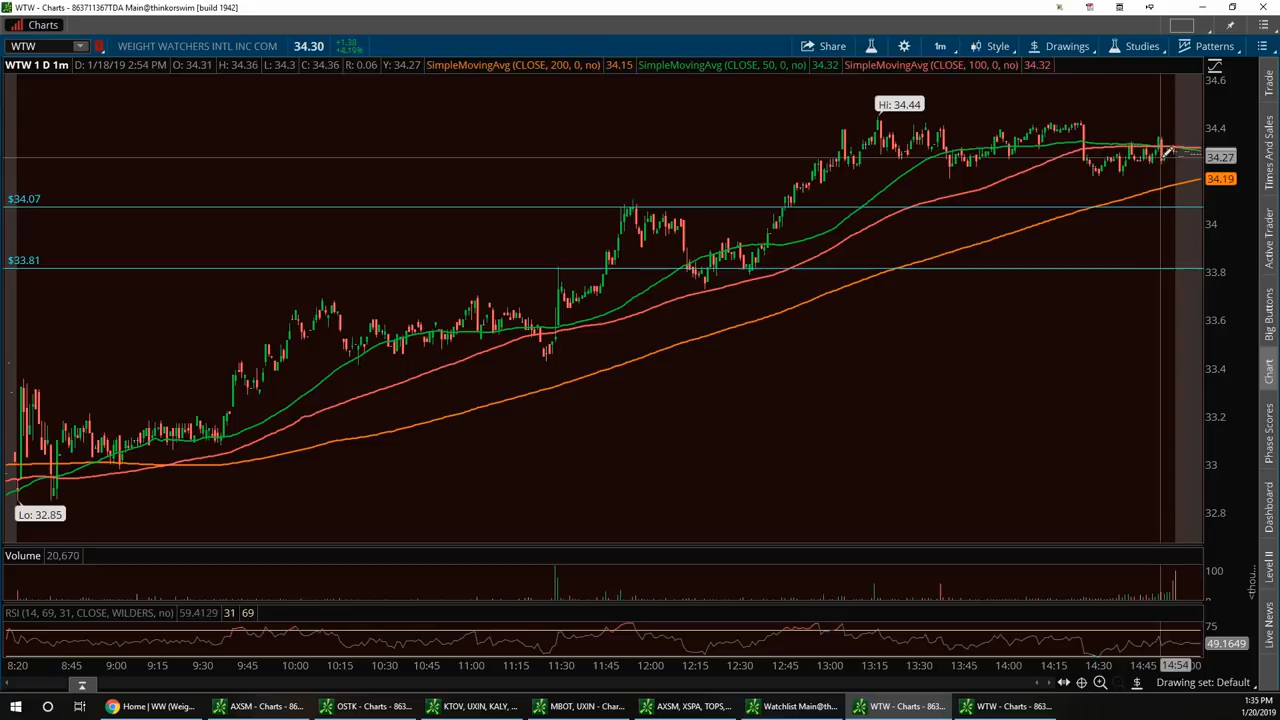 WTW - Charts - 863711367TDA Main@thinkorswim [build 1942]
Charts
WTW WEIGHT WATCHERS INTL INC COM 34.30 +1.38 +4.19% Share 1m Style Drawings Studies Patterns
WTW 1 D 1m D: 1/18/19 2:54 PM O: 34.31 H: 34.36 L: 34.3 C: 34.36 R: 0.06 Y: 34.27 SimpleMovingAvg (CLOSE, 200, 0, no) 34.15 SimpleMovingAvg (CLOSE, 50, 0, no) 34.32 SimpleMovingAvg (CLOSE, 100, 0, no) 34.32
34.6
Hi: 34.44
34.4
34.27
34.19
$34.07
34
$33.81
33.8
33.6
33.4
33.2
33
32.8
Lo: 32.85
Trade
Times And Sales
Active Trader
Big Buttons
Chart
Phase Scores
Dashboard
Level II
Live News
Volume 20,670
100
0
<thou...
RSI (14, 69, 31, CLOSE, WILDERS, no) 59.4129 31 69
75
49.1649
8:20 8:45 9:00 9:15 9:30 9:45 10:00 10:15 10:30 10:45 11:00 11:15 11:30 11:45 12:00 12:15 12:30 12:45 13:00 13:15 13:30 13:45 14:00 14:15 14:30 14:45 14:54
Drawing set: Default
Home | WW (Weig... AXSM - Charts - 86... OSTK - Charts - 863... KTOV, UXIN, KALY, ... MBOT, UXIN - Char... AXSM, XSPA, TOPS,... Watchlist Main@th... WTW - Charts - 863... WTW - Charts - 863...
1:35 PM
1/20/2019